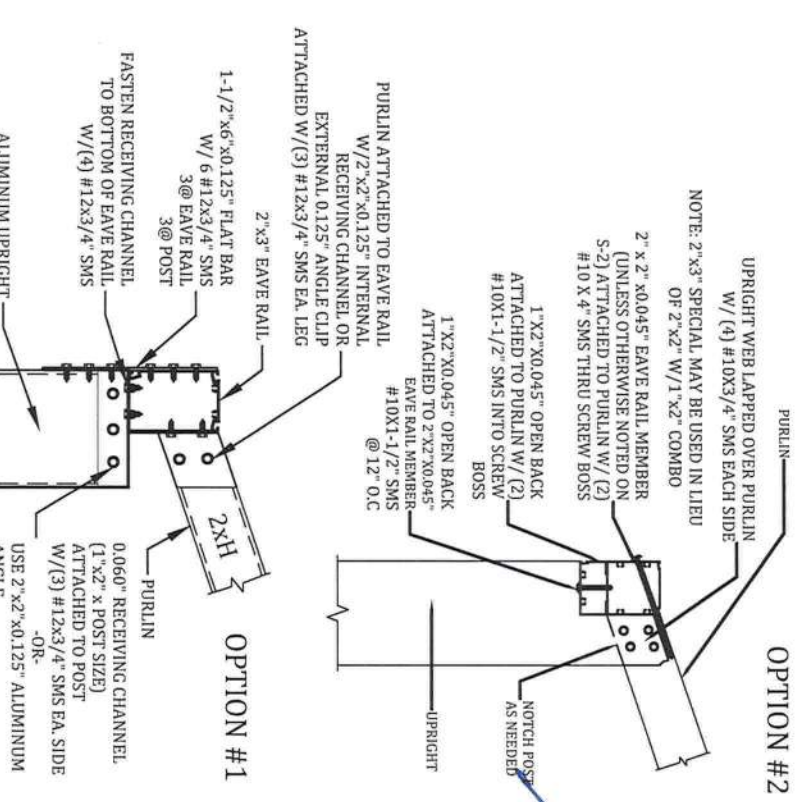 OPTION #2
PURLIN
UPRIGHT WEB LAPPED OVER PURLIN
W/ (4) #10X3/4" SMS EACH SIDE
NOTE: 2"x3" SPECIAL MAY BE USED IN LIEU
OF 2"x2" W/1"x2" COMBO
2" x 2" x0.045" EAVE RAIL MEMBER
(UNLESS OTHERWISE NOTED ON
S-2) ATTACHED TO PURLIN W/ (2)
#10 X 4" SMS THRU SCREW BOSS
1"X2"X0.045" OPEN BACK
ATTACHED TO PURLIN W/ (2)
#10X1-1/2" SMS INTO SCREW
BOSS
1"X2"X0.045" OPEN BACK
ATTACHED TO 2"X2"X0.045"
EAVE RAIL MEMBER
#10X1-1/2" SMS
@ 12" O.C
NOTCH POST
AS NEEDED
UPRIGHT
OPTION #1
PURLIN ATTACHED TO EAVE RAIL
W/2"x2"x0.125" INTERNAL
RECEIVING CHANNEL OR
EXTERNAL 0.125" ANGLE CLIP
ATTACHED W/(3) #12x3/4" SMS EA. LEG
2"x3" EAVE RAIL
1-1/2"x6"x0.125" FLAT BAR
W/ 6 #12x3/4" SMS
3@ EAVE RAIL
3@ POST
FASTEN RECEIVING CHANNEL
TO BOTTOM OF EAVE RAIL
W/(4) #12x3/4" SMS
ALUMINUM UPRIGHT
2xH
PURLIN
0.060" RECEIVING CHANNEL
(1"x2" x POST SIZE)
ATTACHED TO POST
W/(3) #12x3/4" SMS EA. SIDE
-OR-
USE 2"x2"x0.125" ALUMINUM
ANGLE